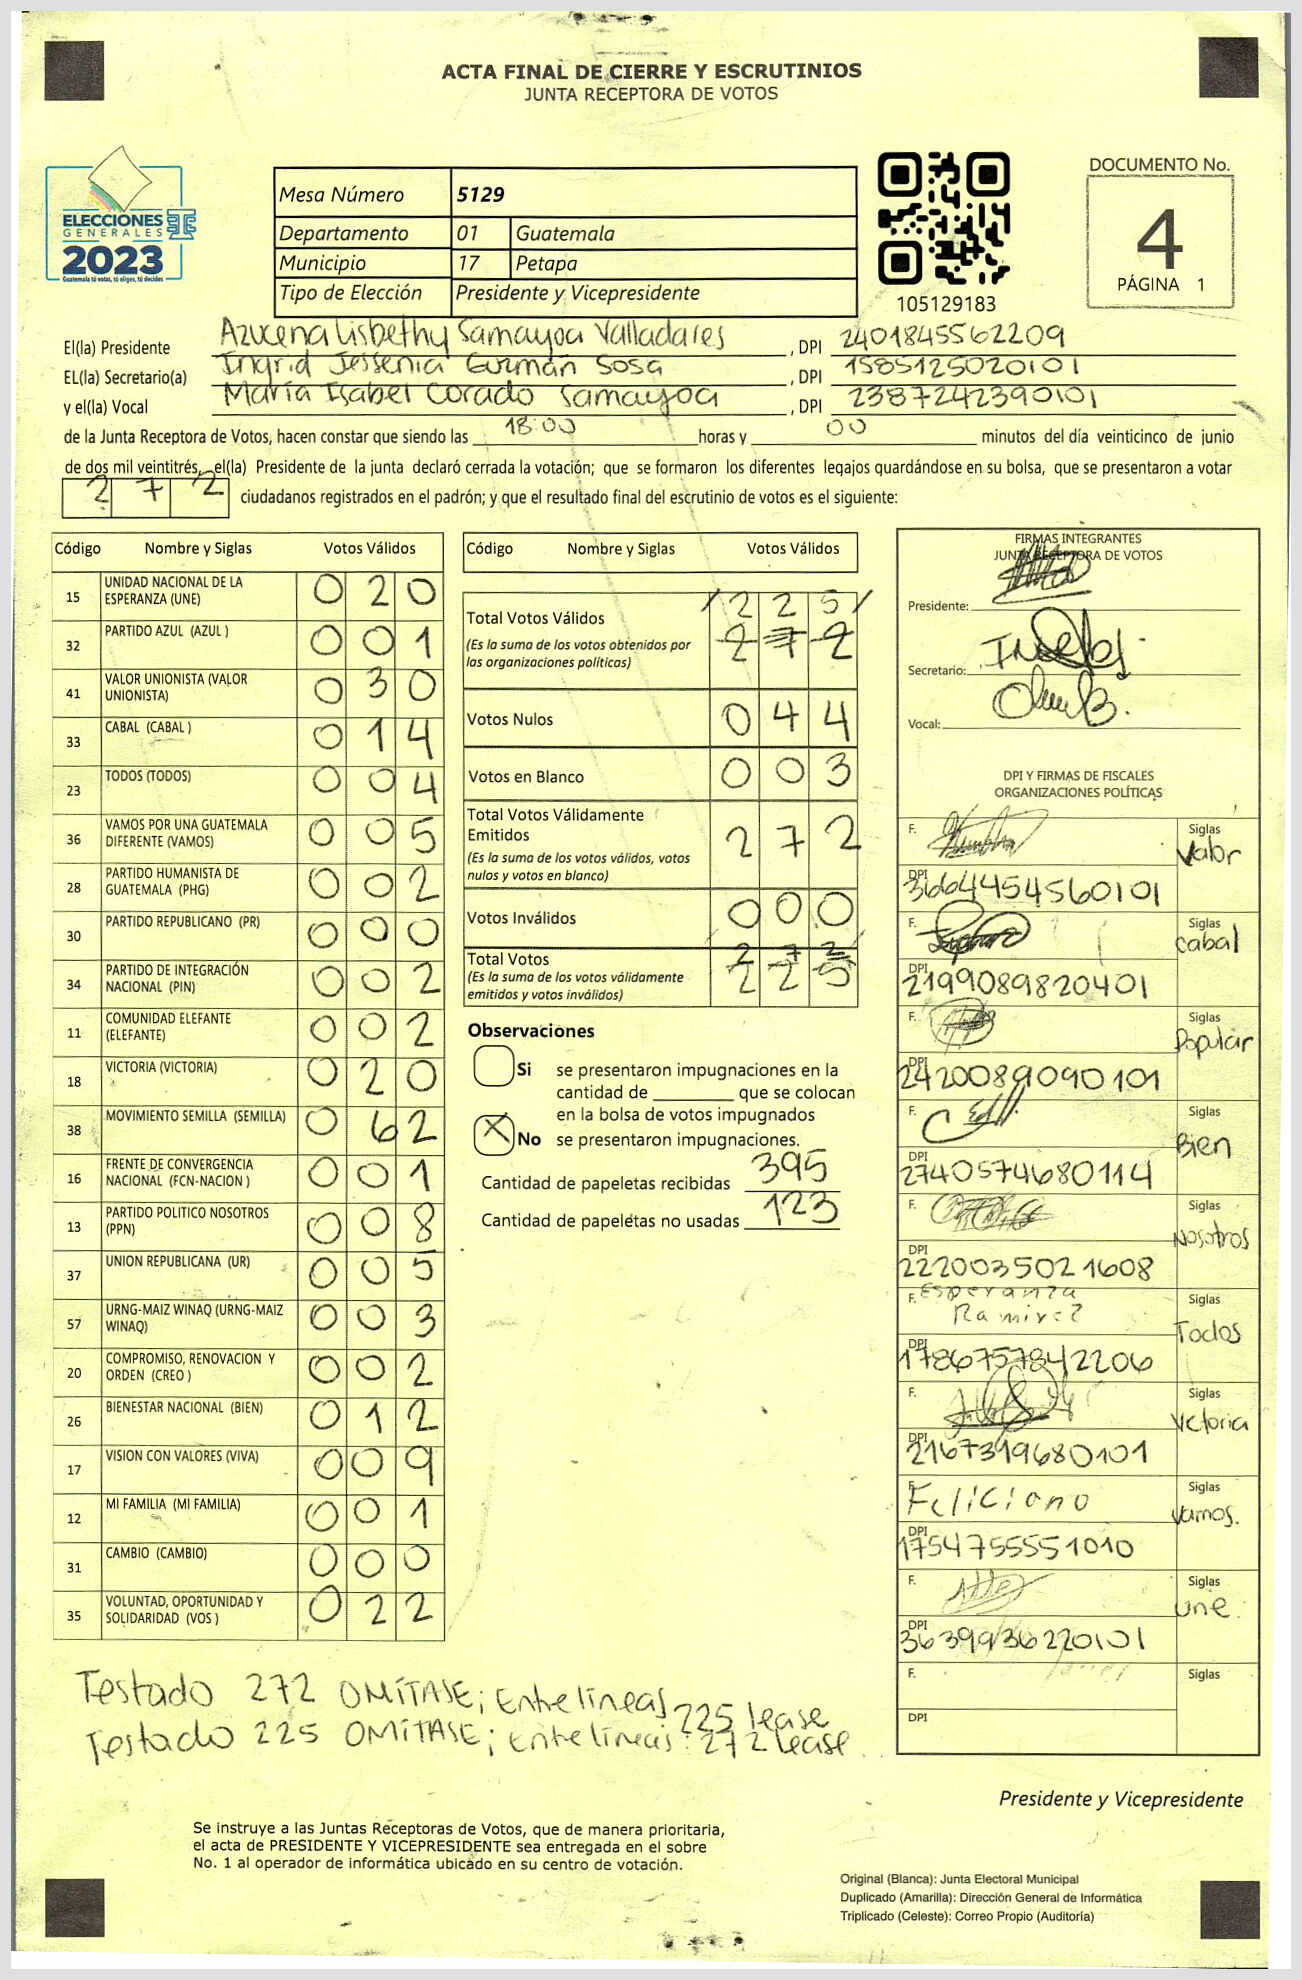 ACTA FINAL DE CIERRE Y ESCRUTINIOS
JUNTA RECEPTORA DE VOTOS
ELECCIONES
GENERALES
2023
Guatemala tú votas, tú eliges, tú decides
Mesa Número 5129
Departamento 01 Guatemala
Municipio 17 Petapa
Tipo de Elección Presidente y Vicepresidente
105129183
DOCUMENTO No.
4
PÁGINA 1
El(la) Presidente Azucena Lisbethy Samayoa Valladares , DPI 2401845562209
EL(la) Secretario(a) Ingrid Jessenia Guzmán Sosa , DPI 1585125020101
y el(la) Vocal María Isabel Corado Samayoa , DPI 2387242390101
de la Junta Receptora de Votos, hacen constar que siendo las 18:00 horas y 00 minutos del día veinticinco de junio
de dos mil veintitrés, el(la) Presidente de la junta declaró cerrada la votación; que se formaron los diferentes legajos quardándose en su bolsa, que se presentaron a votar
2 7 2 ciudadanos registrados en el padrón; y que el resultado final del escrutinio de votos es el siguiente:
Código Nombre y Siglas Votos Válidos
15 UNIDAD NACIONAL DE LA ESPERANZA (UNE) 0 2 0
32 PARTIDO AZUL (AZUL ) 0 0 1
41 VALOR UNIONISTA (VALOR UNIONISTA) 0 3 0
33 CABAL (CABAL ) 0 1 4
23 TODOS (TODOS) 0 0 4
36 VAMOS POR UNA GUATEMALA DIFERENTE (VAMOS) 0 0 5
28 PARTIDO HUMANISTA DE GUATEMALA (PHG) 0 0 2
30 PARTIDO REPUBLICANO (PR) 0 0 0
34 PARTIDO DE INTEGRACIÓN NACIONAL (PIN) 0 0 2
11 COMUNIDAD ELEFANTE (ELEFANTE) 0 0 2
18 VICTORIA (VICTORIA) 0 2 0
38 MOVIMIENTO SEMILLA (SEMILLA) 0 6 2
16 FRENTE DE CONVERGENCIA NACIONAL (FCN-NACION ) 0 0 1
13 PARTIDO POLITICO NOSOTROS (PPN) 0 0 8
37 UNION REPUBLICANA (UR) 0 0 5
57 URNG-MAIZ WINAQ (URNG-MAIZ WINAQ) 0 0 3
20 COMPROMISO, RENOVACION Y ORDEN (CREO ) 0 0 2
26 BIENESTAR NACIONAL (BIEN) 0 1 2
17 VISION CON VALORES (VIVA) 0 0 9
12 MI FAMILIA (MI FAMILIA) 0 0 1
31 CAMBIO (CAMBIO) 0 0 0
35 VOLUNTAD, OPORTUNIDAD Y SOLIDARIDAD (VOS ) 0 2 2
Código Nombre y Siglas Votos Válidos
Total Votos Válidos / 2 2 5 /
(Es la suma de los votos obtenidos por las organizaciones políticas) 2 7 2
Votos Nulos 0 4 4
Votos en Blanco 0 0 3
Total Votos Válidamente Emitidos 2 7 2
(Es la suma de los votos válidos, votos nulos y votos en blanco)
Votos Inválidos 0 0 0
Total Votos 2 7 2
(Es la suma de los votos válidamente emitidos y votos inválidos) 2 2 5
Observaciones
Si se presentaron impugnaciones en la
cantidad de ________ que se colocan
en la bolsa de votos impugnados
X No se presentaron impugnaciones.
Cantidad de papeletas recibidas 395
Cantidad de papeletas no usadas 123
FIRMAS INTEGRANTES
JUNTA RECEPTORA DE VOTOS
Presidente:
Secretario:
Vocal:
DPI Y FIRMAS DE FISCALES
ORGANIZACIONES POLÍTICAS
F. Siglas Valor
DPI 3664454560101
F. Siglas Cabal
DPI 2199089820401
F. Siglas Popular
DPI 2420089090101
F. Siglas Bien
DPI 2740574680114
F. Siglas Nosotros
DPI 2220035021608
F. Esperanza Ramirez Siglas Todos
DPI 1786757842206
F. Siglas Victoria
DPI 2167319680101
F. Feliciano Siglas Vamos.
DPI 1754755551010
F. Siglas une
DPI 3639936220101
F. Siglas
DPI
Testado 272 OMÍTASE; Entrelíneas 225 lease
Testado 225 OMÍTASE; Entrelíneas: 272 lease.
Presidente y Vicepresidente
Se instruye a las Juntas Receptoras de Votos, que de manera prioritaria,
el acta de PRESIDENTE Y VICEPRESIDENTE sea entregada en el sobre
No. 1 al operador de informática ubicado en su centro de votación.
Original (Blanca): Junta Electoral Municipal
Duplicado (Amarilla): Dirección General de Informática
Triplicado (Celeste): Correo Propio (Auditoría)